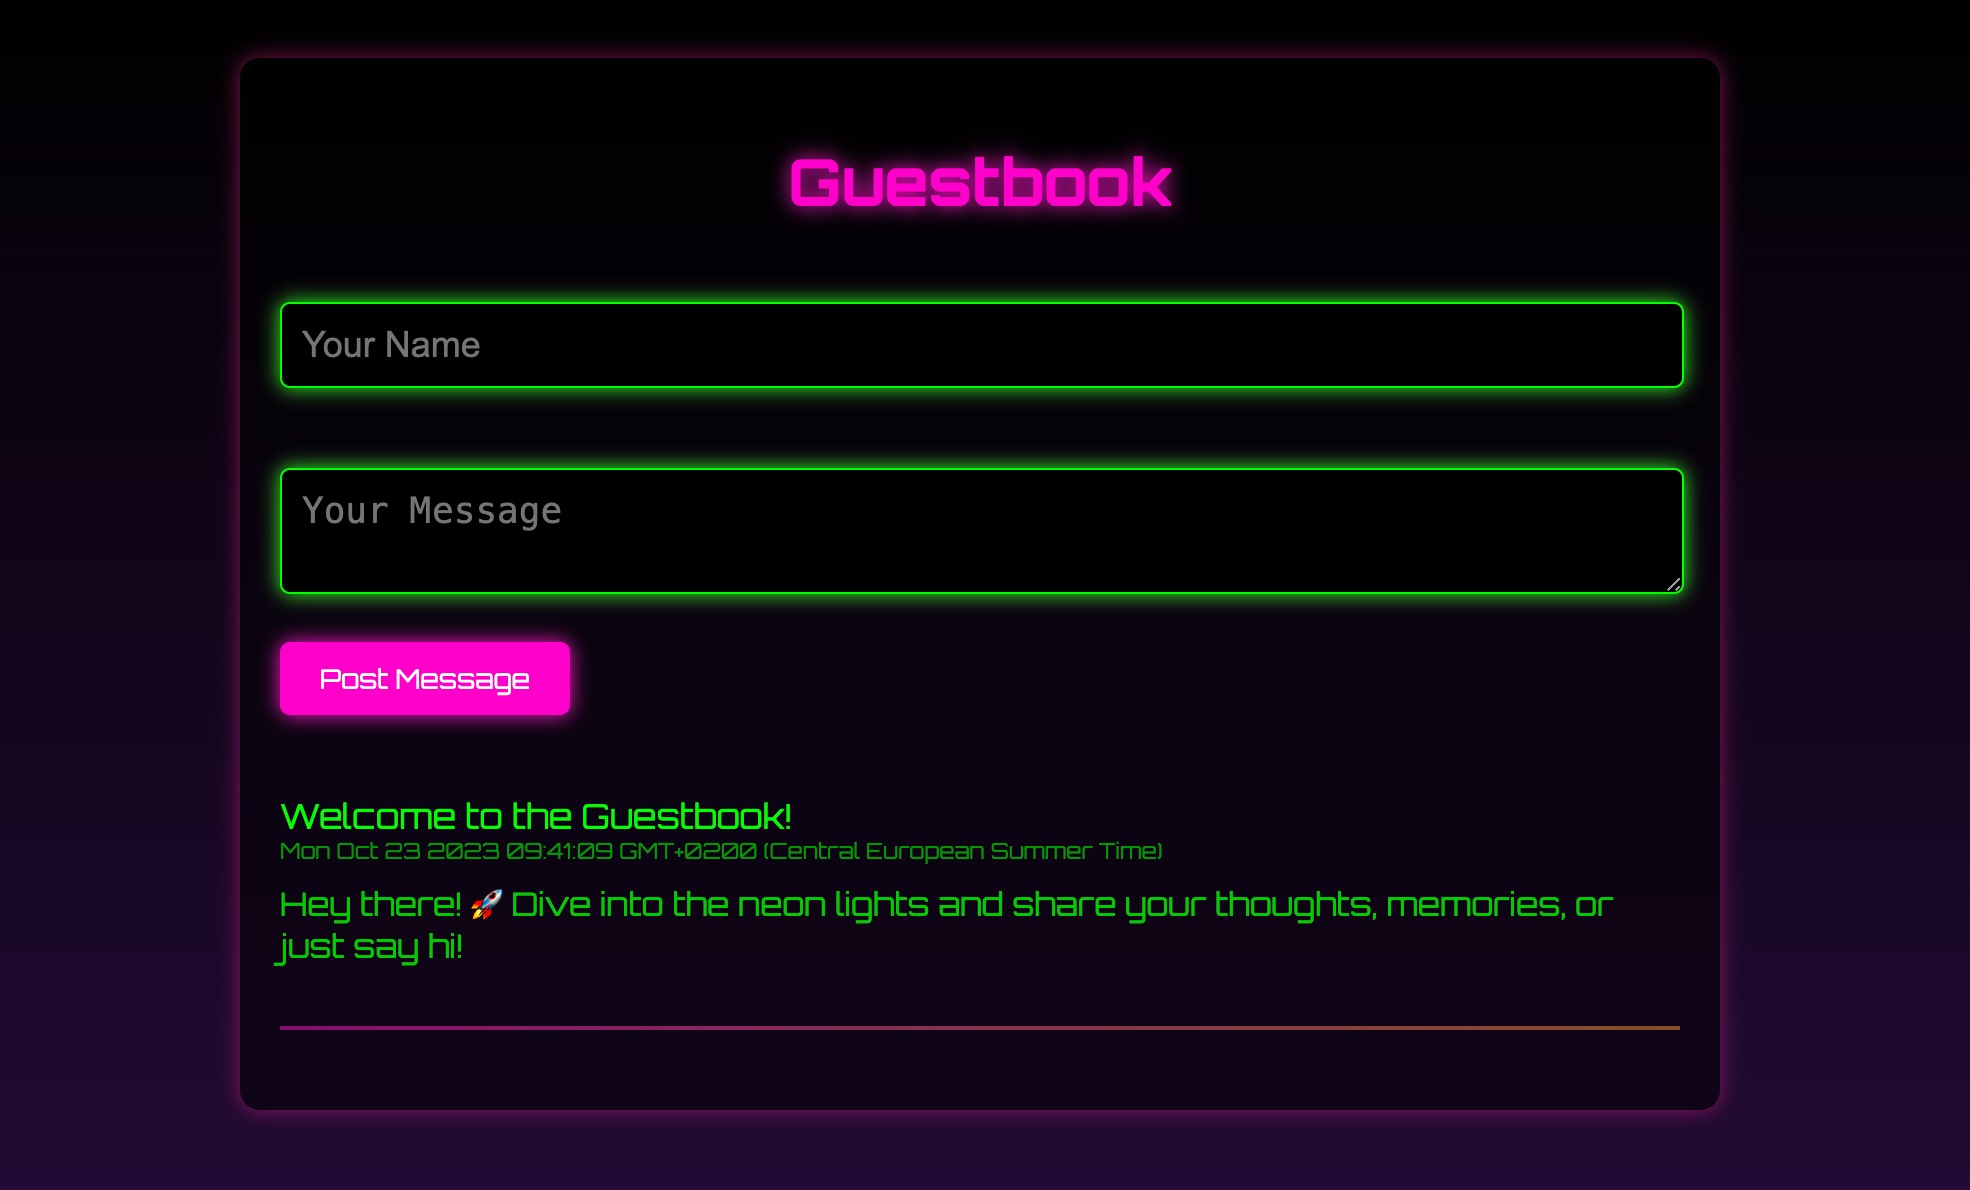 Guestbook
Your Name
Your Message
Post Message
Welcome to the Guestbook!
Mon Oct 23 2023 09:41:09 GMT+0200 (Central European Summer Time)
Hey there! 🚀 Dive into the neon lights and share your thoughts, memories, or
just say hi!